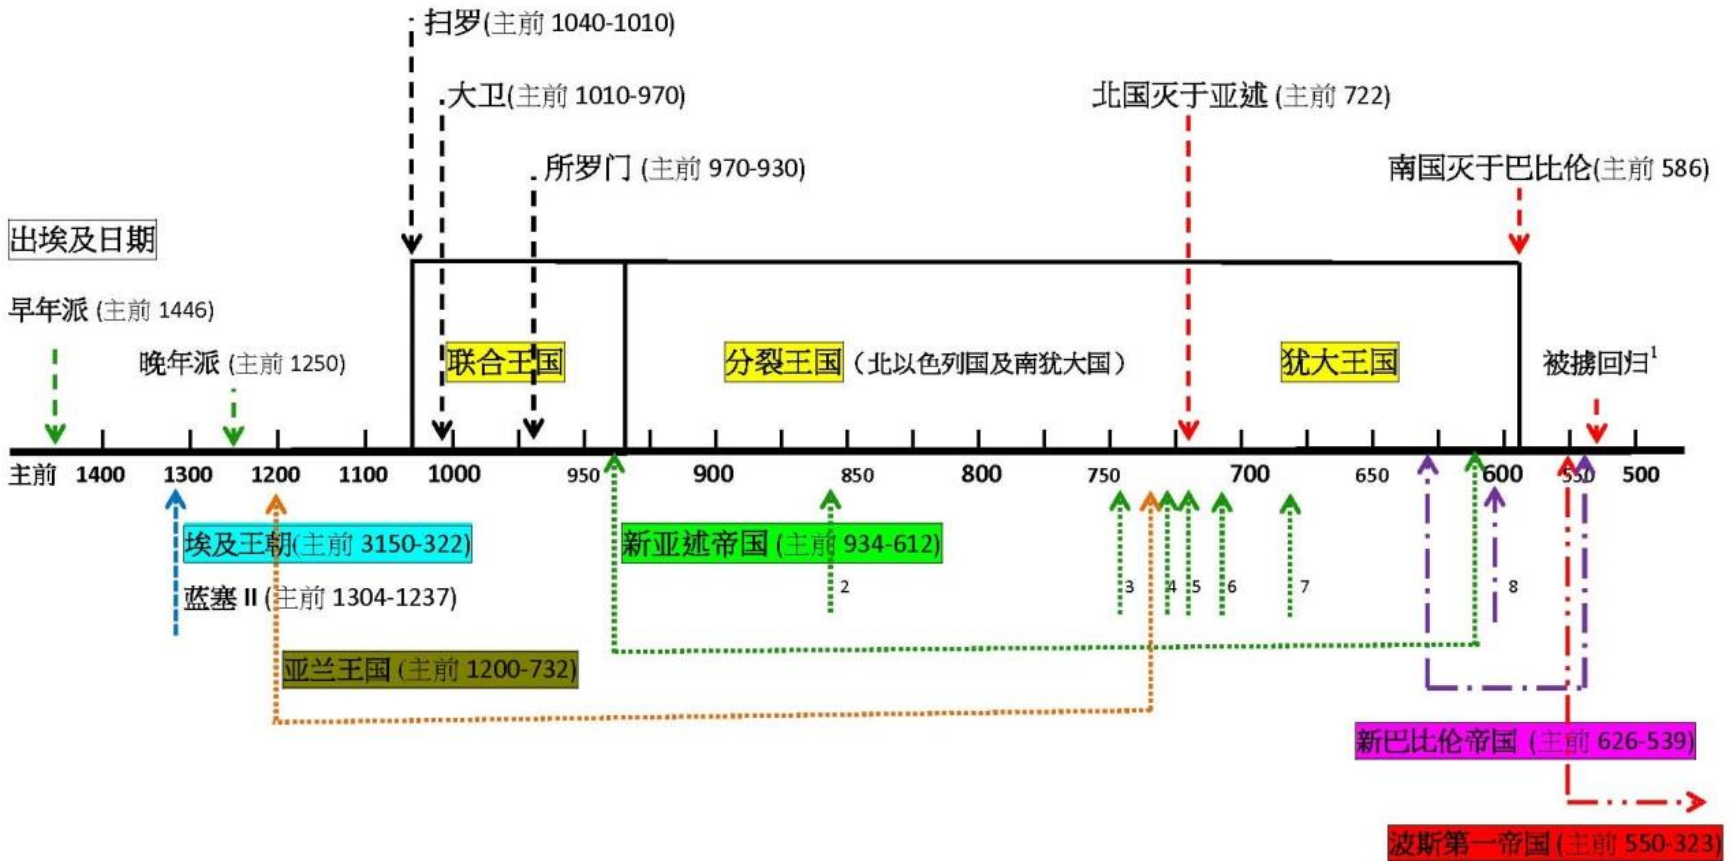 扫罗(主前 1040-1010)
大卫(主前 1010-970)
北国灭于亚述 (主前 722)
所罗门 (主前 970-930)
南国灭于巴比伦(主前 586)
出埃及日期
早年派 (主前 1446)
晚年派 (主前 1250)
联合王国
分裂王国（北以色列国及南犹大国）
犹大王国
被掳回归1
主前 1400 1300 1200 1100 1000 950 900 850 800 750 700 650 600 550 500
埃及王朝(主前 3150-322)
新亚述帝国 (主前 934-612)
蓝塞 II (主前 1304-1237)
2 3 4 5 6 7 8
亚兰王国 (主前 1200-732)
新巴比伦帝国 (主前 626-539)
波斯第一帝国 (主前 550-323)